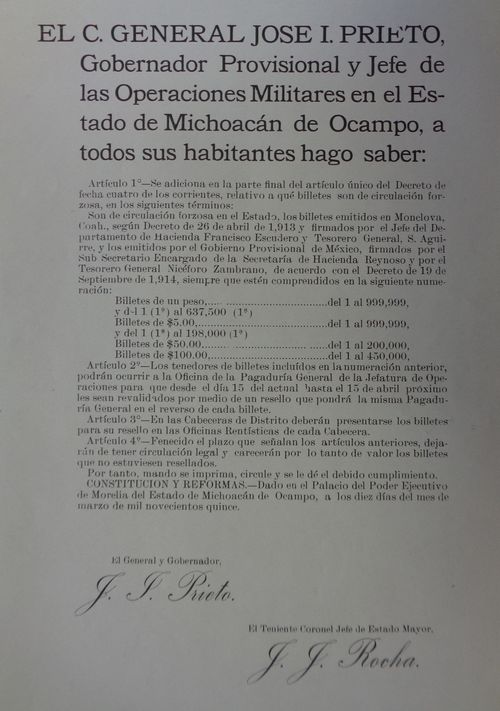 EL C. GENERAL JOSE I. PRIETO,
Gobernador Provisional y Jefe de
las Operaciones Militares en el Es-
tado de Michoacán de Ocampo, a
todos sus habitantes hago saber:
Artículo 1º—Se adiciona en la parte final del artículo único del Decreto de
fecha cuatro de los corrientes, relativo a qué billetes son de circulación for-
zosa, en los siguientes términos:
Son de circulación forzosa en el Estado, los billetes emitidos en Monclova,
Coah., según Decreto de 26 de abril de 1,913 y firmados por el Jefe del De-
partamento de Hacienda Francisco Escudero y Tesorero General, S. Agui-
rre, y los emitidos por el Gobierno Provisional de México, firmados por el
Sub Secretario Encargado de la Secretaría de Hacienda Reynoso y por el
Tesorero General Nicéforo Zambrano, de acuerdo con el Decreto de 19 de
Septiembre de 1,914, siempre que estén comprendidos en la siguiente nume-
ración:
Billetes de un peso,..... ..............................del 1 al 999,999,
y del 1 (1ª) al 637,500 (1ª)
Billetes de $5.00,........................................del 1 al 999,999
y del 1 (1ª) al 198,000 (1ª)
Billetes de $50.00........................... .....del 1 al 200,000,
Billetes de $100.00....................................del 1 al 450,000,
Artículo 2º—Los tenedores de billetes incluídos en la numeración anterior,
podrán ocurrir a la Oficina de la Pagaduría General de la Jefatura de Ope-
raciones para que desde el día 15 del actual hasta el 15 de abril próximo
les sean revalidados por medio de un resello que pondrá la misma Pagadu-
ría General en el reverso de cada billete.
Artículo 3º—En las Cabeceras de Distrito deberán presentarse los billetes
para su resello en las Oficinas Rentísticas de cada Cabecera.
Artículo 4º—Fenecido el plazo que señalan los artículos anteriores, deja-
rán de tener circulación legal y carecerán por lo tanto de valor los billetes
que no estuviesen resellados.
Por tanto, mando se imprima, circule y se le dé el debido cumplimiento.
CONSTITUCION Y REFORMAS.—Dado en el Palacio del Poder Ejecutivo
de Morelia del Estado de Michoacán de Ocampo, a los diez días del mes de
marzo de mil novecientos quince.
El General y Gobernador,
J. I. Prieto.
El Teniente Coronel Jefe de Estado Mayor,
J. J. Rocha.